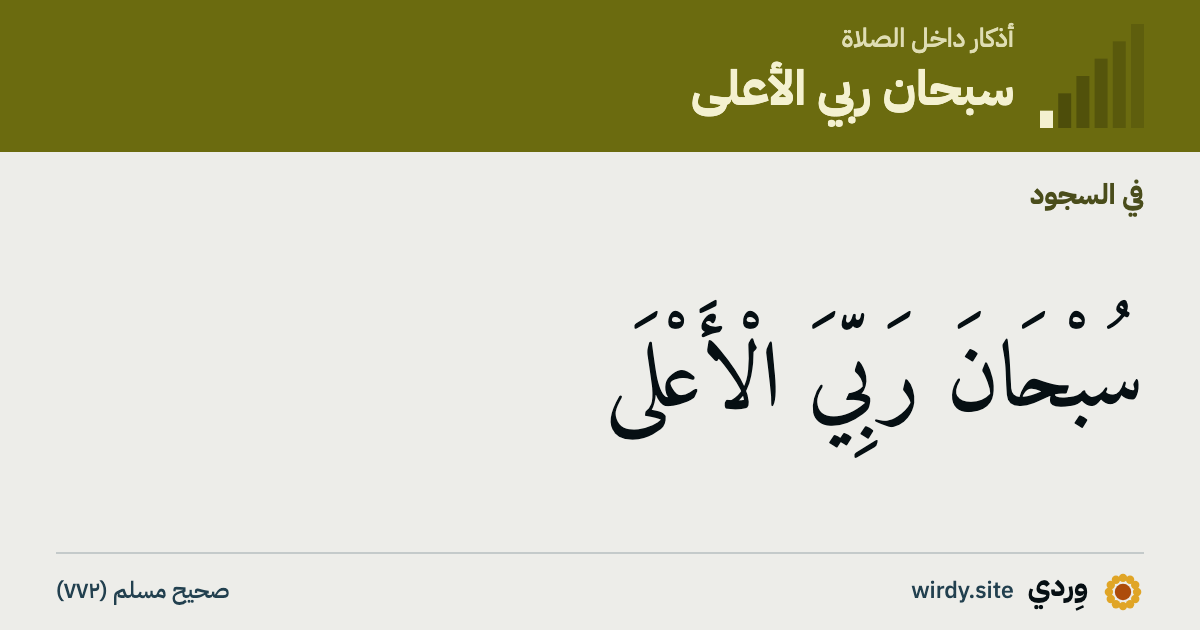 أذكار داخل الصلاة
سبحان ربي الأعلى
في السجود
سُبْحَانَ رَبِّيَ الْأَعْلَى
وِردي wirdy.site
صحيح مسلم (٧٧٢)